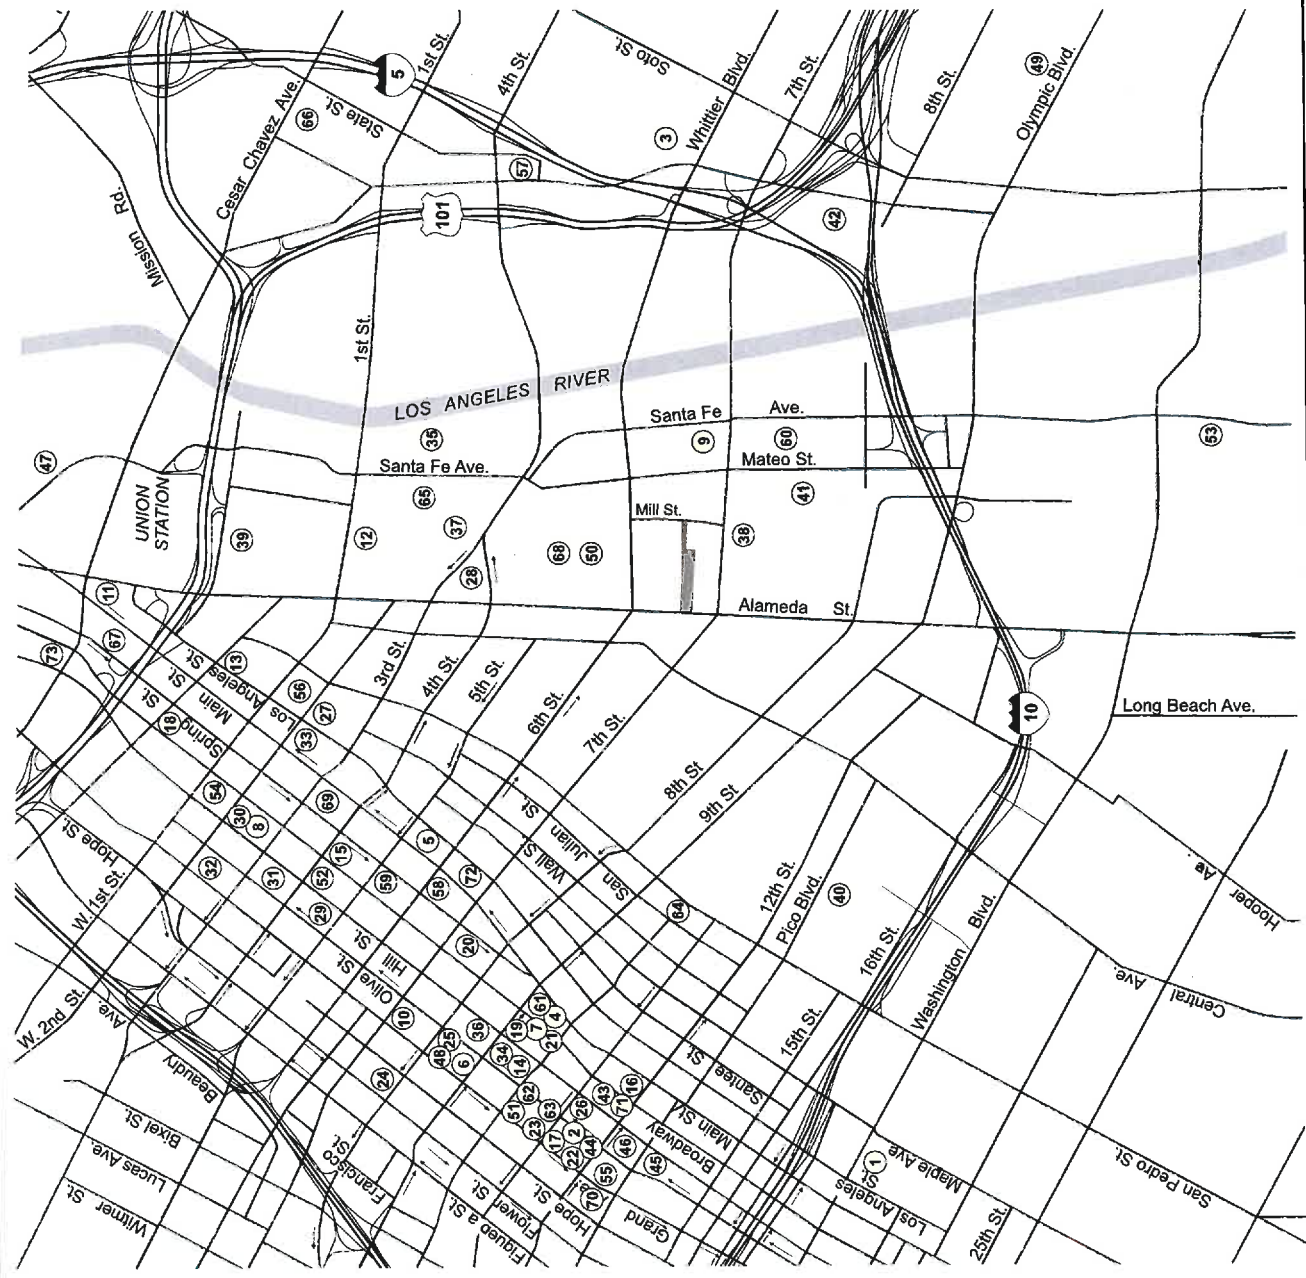 5
1st St.
4th St.
Soto St.
Whittier Blvd.
7th St.
8th St.
49
Olympic Blvd.
Cesar Chavez Ave.
66
State St.
3
57
101
42
Mission Rd.
1st St.
LOS ANGELES RIVER
Santa Fe Ave.
35
9
60
53
47
Santa Fe Ave.
Mateo St.
UNION
STATION
65
41
Mill St.
39
12
37
38
68
50
28
11
Alameda St.
67
73
13
3rd St.
4th St.
5th St.
56
Los Angeles St.
Main St.
Spring St.
27
6th St.
7th St.
10
Long Beach Ave.
18
33
54
69
8th St
9th St
30
8
5
San Julian St.
Wall St
Hope St.
15
32
31
52
59
58
72
W. 1st St.
12th St.
Pico Blvd.
40
64
29
Hooper Av.
Olive St.
Hill St.
20
16th St.
Washington Blvd.
W. 2nd St.
Beaudry Ave.
10
61
4
19
7
21
36
25
48
6
34
14
15th St.
Central Ave.
24
62
51
63
23
26
43
16
71
Santee St
Main St
Broadway
Bixel St.
Lucas Ave.
Witmer St.
17
2
44
22
46
45
55
70
1
Francisco St.
Figueroa St.
Flower St.
Hope St.
Grand Ave.
Los Angeles St.
Maple Ave
25th St.
San Pedro St.